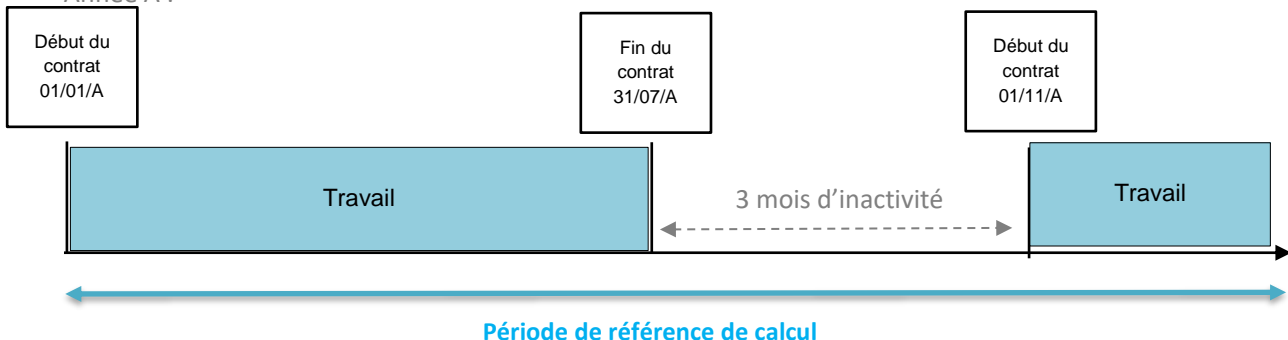 Année A :
Début du
contrat
01/01/A
Fin du
contrat
31/07/A
Début du
contrat
01/11/A
Travail
3 mois d’inactivité
Travail
Période de référence de calcul